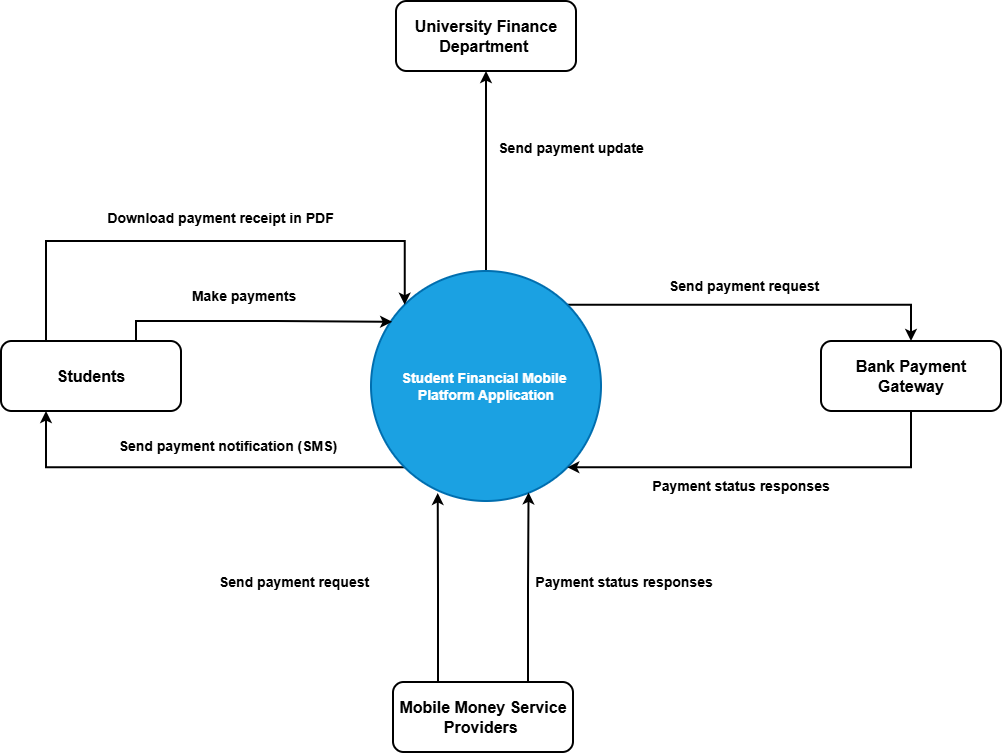 University Finance
Department
Send payment update
Download payment receipt in PDF
Send payment request
Make payments
Students
Student Financial Mobile
Platform Application
Bank Payment
Gateway
Send payment notification (SMS)
Payment status responses
Send payment request
Payment status responses
Mobile Money Service
Providers